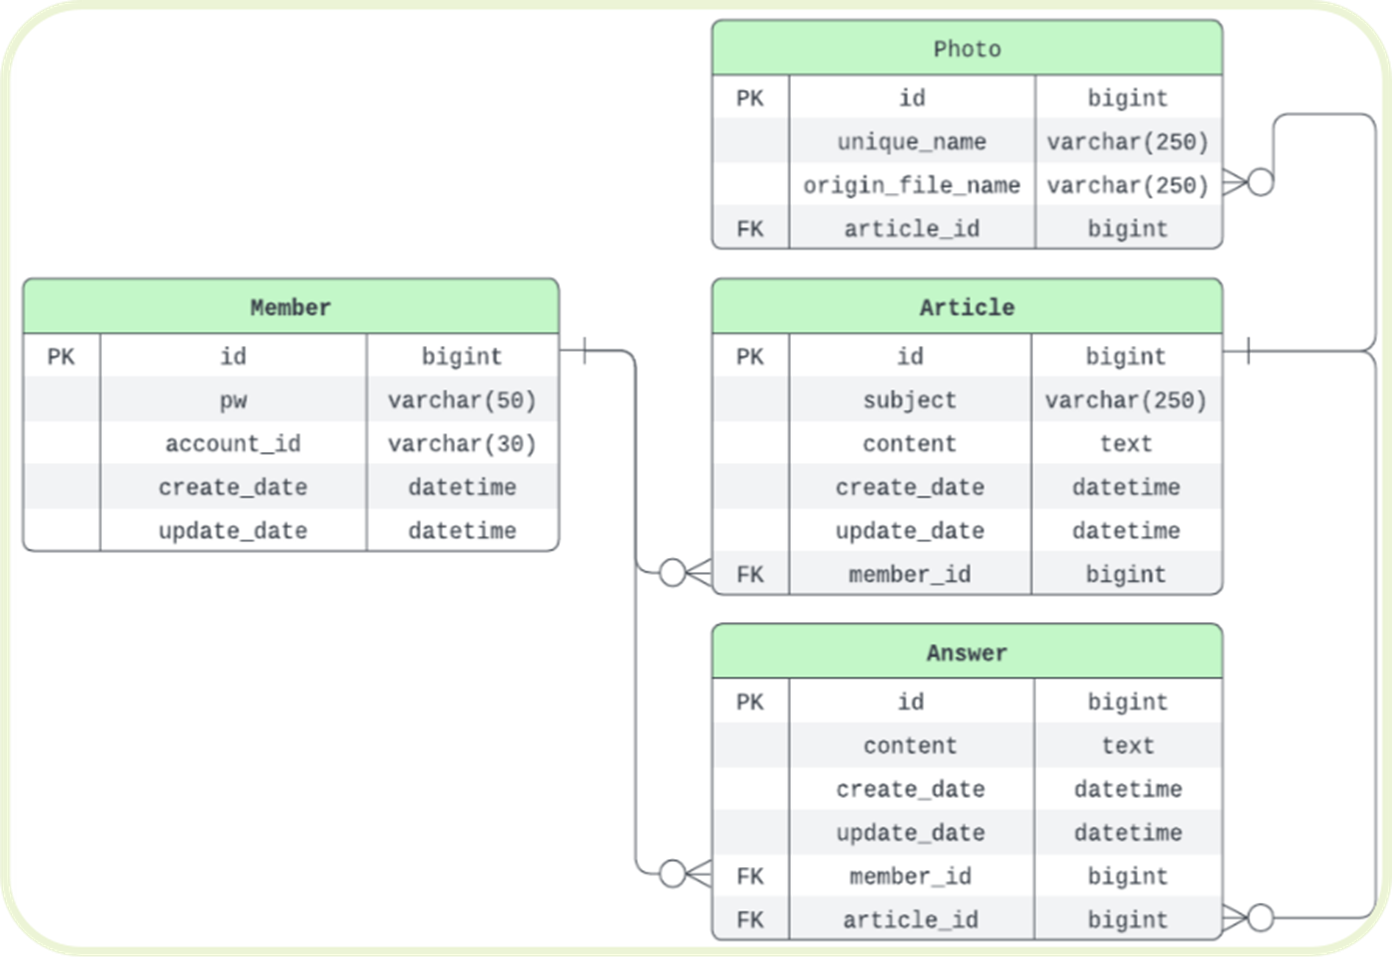 Photo
PK id bigint
unique_name varchar(250)
origin_file_name varchar(250)
FK article_id bigint
Member
PK id bigint
pw varchar(50)
account_id varchar(30)
create_date datetime
update_date datetime
Article
PK id bigint
subject varchar(250)
content text
create_date datetime
update_date datetime
FK member_id bigint
Answer
PK id bigint
content text
create_date datetime
update_date datetime
FK member_id bigint
FK article_id bigint